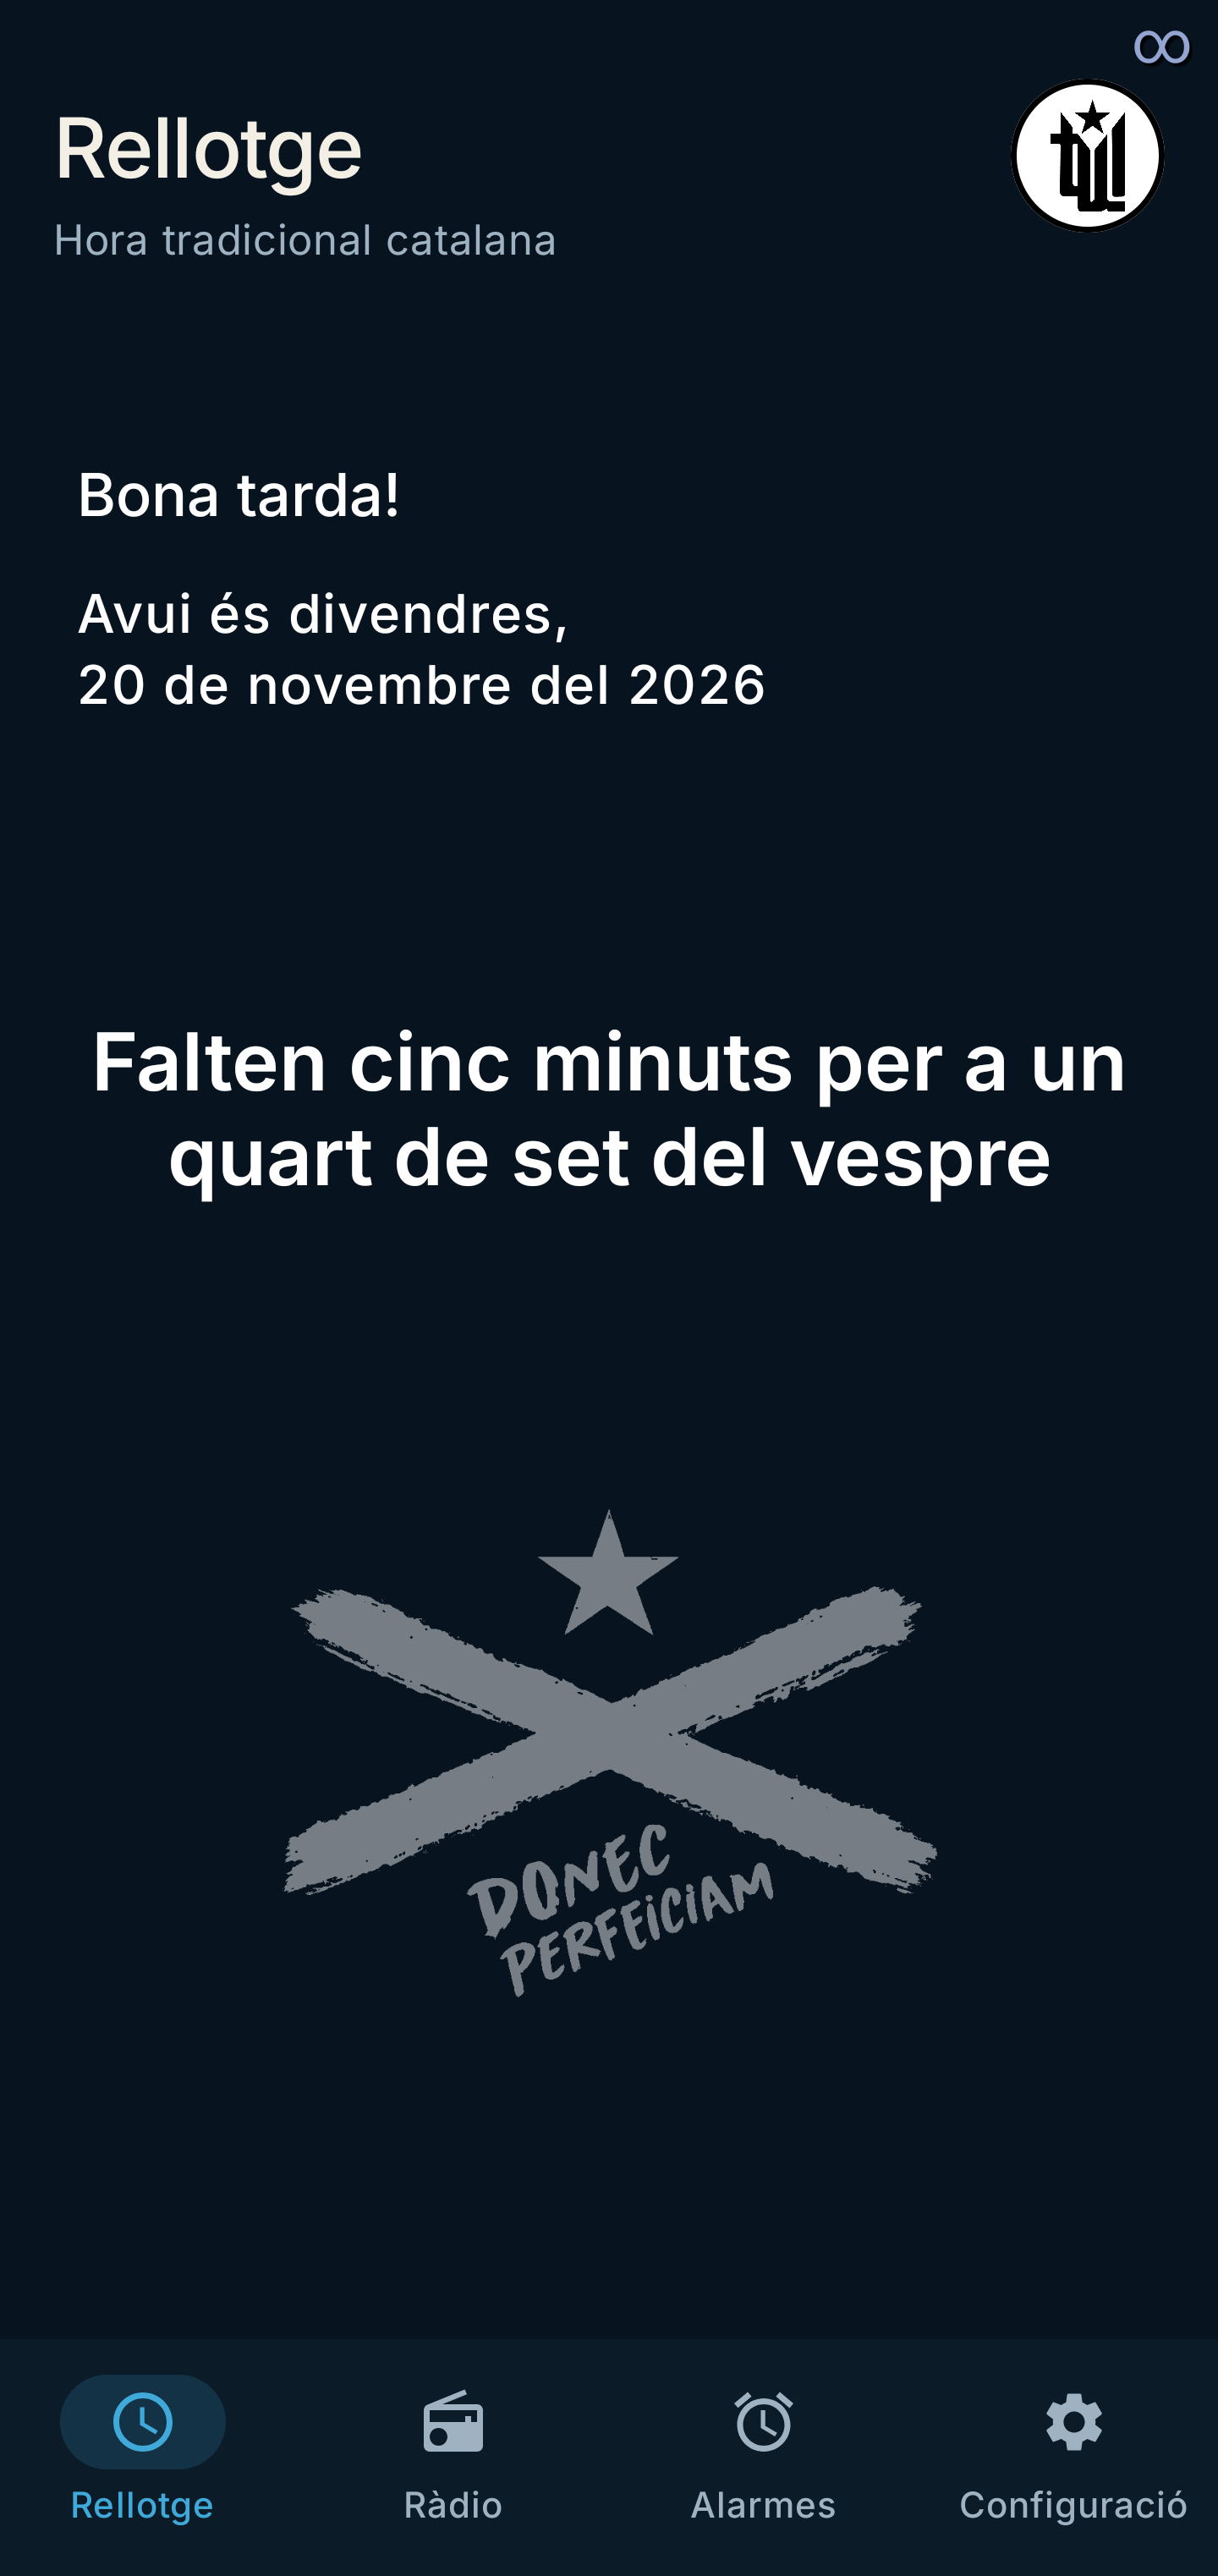 Rellotge
Hora tradicional catalana
Bona tarda!
Avui és divendres,
20 de novembre del 2026
Falten cinc minuts per a un
quart de set del vespre
DONEC
PERFEiCiAM
Rellotge
Ràdio
Alarmes
Configuració